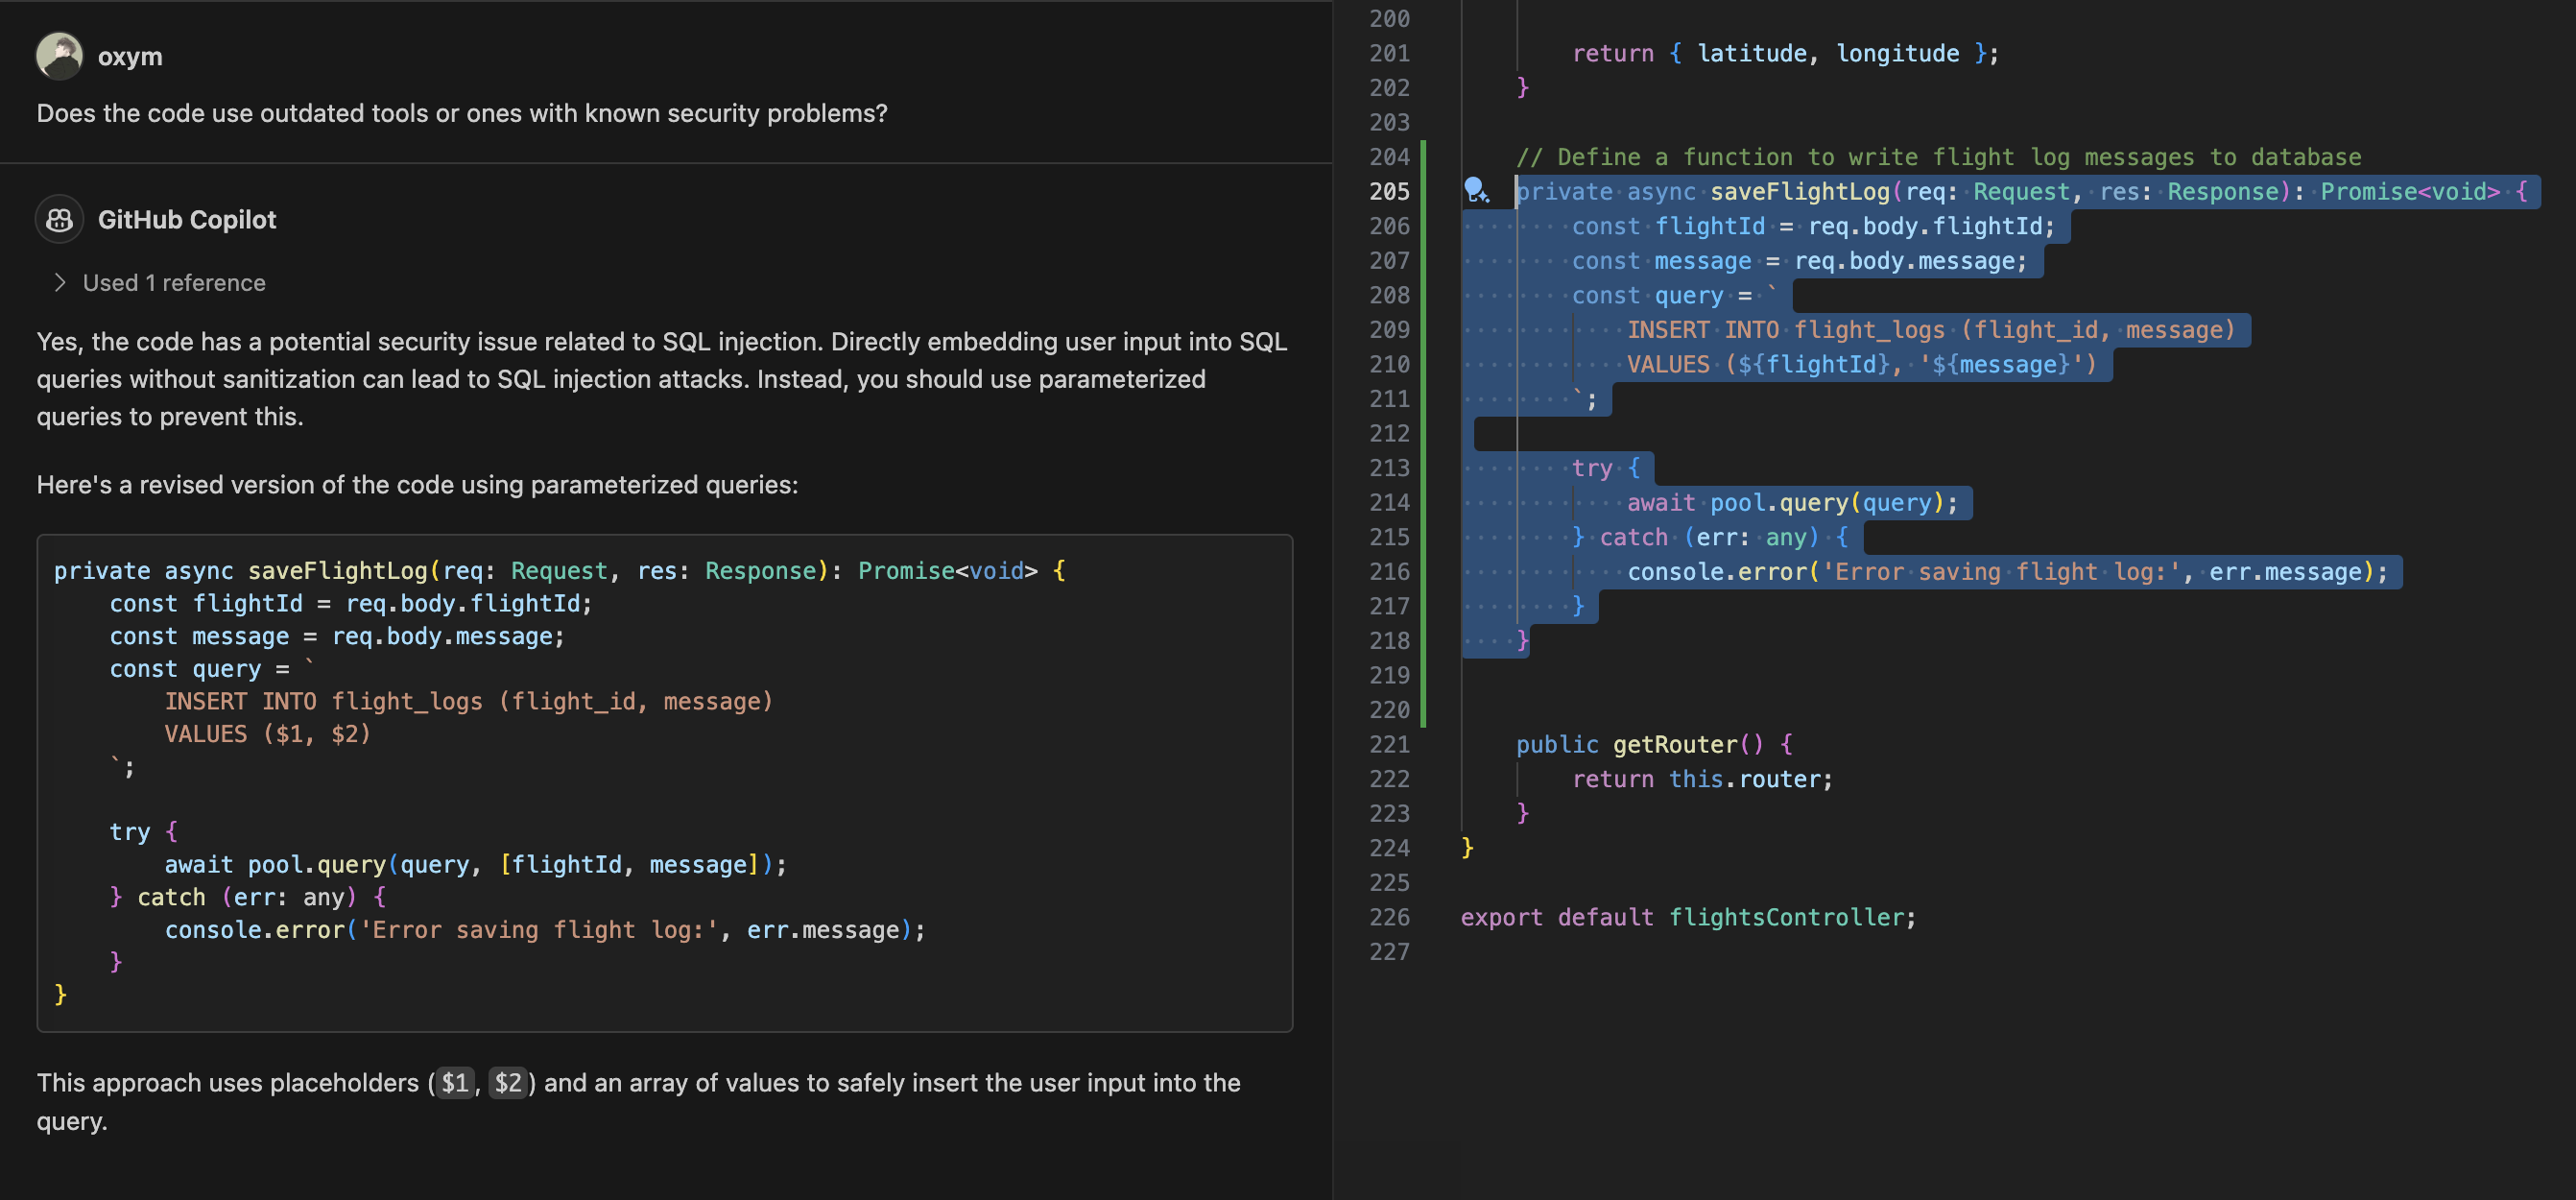 oxym
Does the code use outdated tools or ones with known security problems?
GitHub Copilot
Used 1 reference
Yes, the code has a potential security issue related to SQL injection. Directly embedding user input into SQL
queries without sanitization can lead to SQL injection attacks. Instead, you should use parameterized
queries to prevent this.
Here's a revised version of the code using parameterized queries:
private async saveFlightLog(req: Request, res: Response): Promise<void> {
    const flightId = req.body.flightId;
    const message = req.body.message;
    const query = `
        INSERT INTO flight_logs (flight_id, message)
        VALUES ($1, $2)
    `;
    try {
        await pool.query(query, [flightId, message]);
    } catch (err: any) {
        console.error('Error saving flight log:', err.message);
    }
}
This approach uses placeholders ($1, $2) and an array of values to safely insert the user input into the
query.
200
201         return { latitude, longitude };
202     }
203
204     // Define a function to write flight log messages to database
205     private async saveFlightLog(req: Request, res: Response): Promise<void> {
206         const flightId = req.body.flightId;
207         const message = req.body.message;
208         const query = `
209             INSERT INTO flight_logs (flight_id, message)
210             VALUES (${flightId}, '${message}')
211         `;
212
213         try {
214             await pool.query(query);
215         } catch (err: any) {
216             console.error('Error saving flight log:', err.message);
217         }
218     }
219
220
221     public getRouter() {
222         return this.router;
223     }
224 }
225
226 export default flightsController;
227